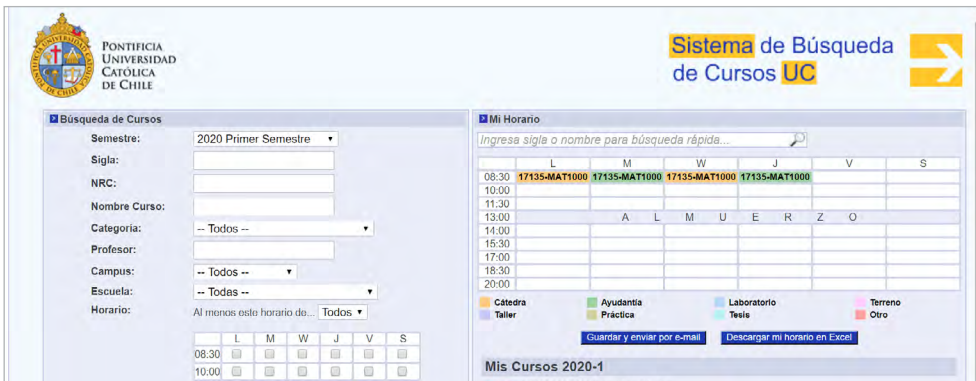 PONTIFICIA
UNIVERSIDAD
CATÓLICA
DE CHILE
Sistema de Búsqueda
de Cursos UC
Búsqueda de Cursos
Semestre: 2020 Primer Semestre
Sigla:
NRC:
Nombre Curso:
Categoria: -- Todos --
Profesor:
Campus: -- Todos --
Escuela: -- Todas --
Horario: Al menos este horario de... Todos
L M W J V S
08:30
10:00
Mi Horario
Ingresa sigla o nombre para búsqueda rápida...
L M W J V S
08:30 17135-MAT1000 17135-MAT1000 17135-MAT1000 17135-MAT1000
10:00
11:30
13:00 A L M U E R Z O
14:00
15:30
17:00
18:30
20:00
Cátedra Ayudantía Laboratorio Terreno
Taller Práctica Tesis Otro
Guardar y enviar por e-mail Descargar mi horario en Excel
Mis Cursos 2020-1